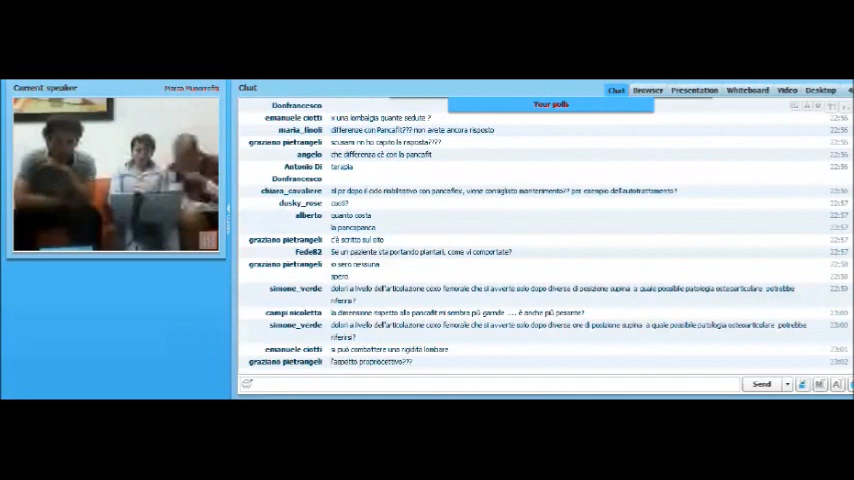 Current speaker
Marco Musorrofiti
Chat
Chat Browser Presentation Whiteboard Video Desktop
Your polls
Donfrancesco
emanuele ciotti x una lombalgia quante sedute ? 22:56
maria_finoli differenze con Pancafit??? non avete ancora risposto 22:56
graziano pietrangeli scusami nn ho capito la risposta???? 22:56
angelo che differenza c'è con la pancafit 22:56
Antonio Di terapia 22:56
Donfrancesco
chiara_cavaliere al pz dopo il ciclo riabilitativo con pancaflex, viene consigliato mantenimento?? per esempio dell'autotrattamento? 22:56
dusky_rose costi? 22:57
alberto quanto costa 22:57
la pancapanca 22:57
graziano pietrangeli c'è scritto sul sito 22:57
Fede82 Se un paziente sta portando plantari, come vi comportate? 22:57
graziano pietrangeli io sero nessuna 22:58
spero 22:58
simone_verde dolori a livello dell'articolazione coxo femorale che si avverte solo dopo diverse di posizione supina a quale possibile patologia osteoarticolare potrebbe 22:59
riferirsi?
campi nicoletta la dimensione rispetto alla pancafit mi sembra più garnde .... è anche più pesante? 23:00
simone_verde dolori a livello dell'articolazione coxo femorale che si avverte solo dopo diverse ore di posizione supina a quale possibile patologia osteoarticolare potrebbe 23:00
riferirsi?
emanuele ciotti si può combattere una rigidità lombare 23:01
graziano pietrangeli l'aspetto propriocettivo??? 23:02
Send